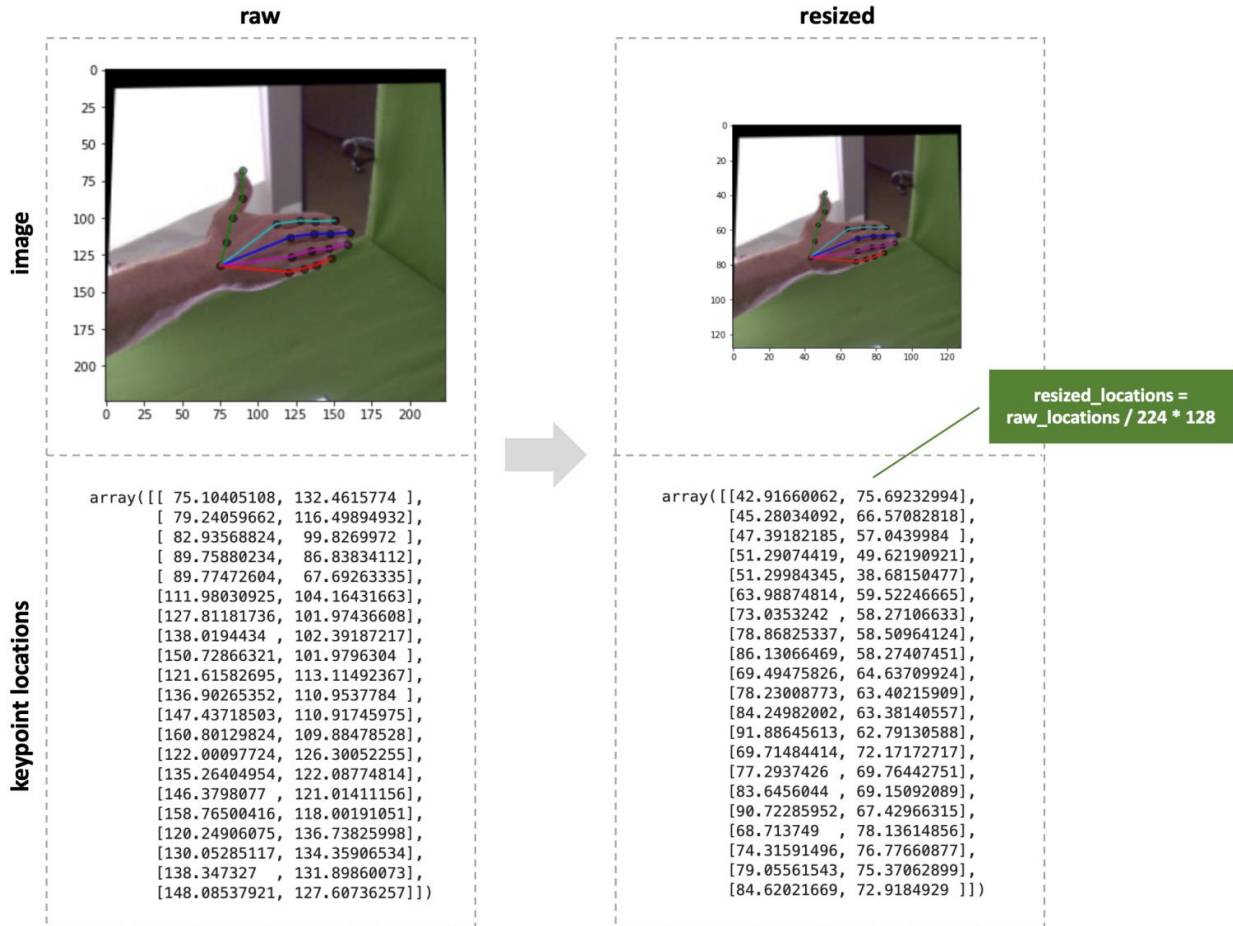 raw
resized
image
0
25
50
75
100
125
150
175
200
0 25 50 75 100 125 150 175 200
0
20
40
60
80
100
120
0 20 40 60 80 100 120
resized_locations =
raw_locations / 224 * 128
keypoint locations
array([[ 75.10405108, 132.4615774 ],
[ 79.24059662, 116.49894932],
[ 82.93568824, 99.8269972 ],
[ 89.75880234, 86.83834112],
[ 89.77472604, 67.69263335],
[111.98030925, 104.16431663],
[127.81181736, 101.97436608],
[138.0194434 , 102.39187217],
[150.72866321, 101.9796304 ],
[121.61582695, 113.11492367],
[136.90265352, 110.9537784 ],
[147.43718503, 110.91745975],
[160.80129824, 109.88478528],
[122.00097724, 126.30052255],
[135.26404954, 122.08774814],
[146.3798077 , 121.01411156],
[158.76500416, 118.00191051],
[120.24906075, 136.73825998],
[130.05285117, 134.35906534],
[138.347327 , 131.89860073],
[148.08537921, 127.60736257]])
array([[42.91660062, 75.69232994],
[45.28034092, 66.57082818],
[47.39182185, 57.0439984 ],
[51.29074419, 49.62190921],
[51.29984345, 38.68150477],
[63.98874814, 59.52246665],
[73.0353242 , 58.27106633],
[78.86825337, 58.50964124],
[86.13066469, 58.27407451],
[69.49475826, 64.63709924],
[78.23008773, 63.40215909],
[84.24982002, 63.38140557],
[91.88645613, 62.79130588],
[69.71484414, 72.17172717],
[77.2937426 , 69.76442751],
[83.6456044 , 69.15092089],
[90.72285952, 67.42966315],
[68.713749 , 78.13614856],
[74.31591496, 76.77660877],
[79.05561543, 75.37062899],
[84.62021669, 72.9184929 ]])